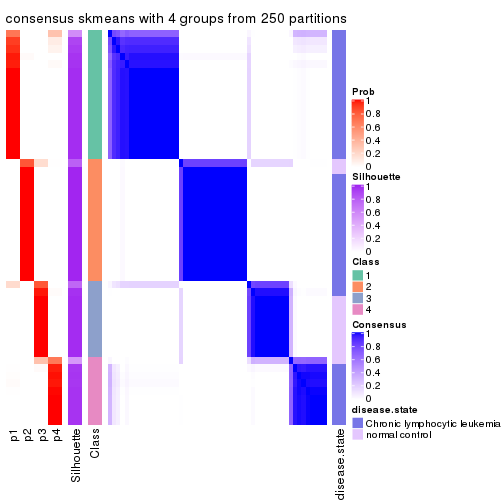 consensus skmeans with 4 groups from 250 partitions
Prob
1
0.8
0.6
0.4
0.2
0
Silhouette
1
0.8
0.6
0.4
0.2
0
Class
1
2
3
4
Consensus
1
0.8
0.6
0.4
0.2
0
disease.state
Chronic lymphocytic leukemia
normal control
p1
p2
p3
p4
Silhouette
Class
disease.state